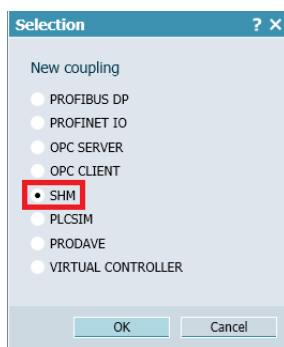 Selection ? ×
New coupling
PROFIBUS DP
PROFINET IO
OPC SERVER
OPC CLIENT
SHM
PLCSIM
PRODAVE
VIRTUAL CONTROLLER
OK Cancel